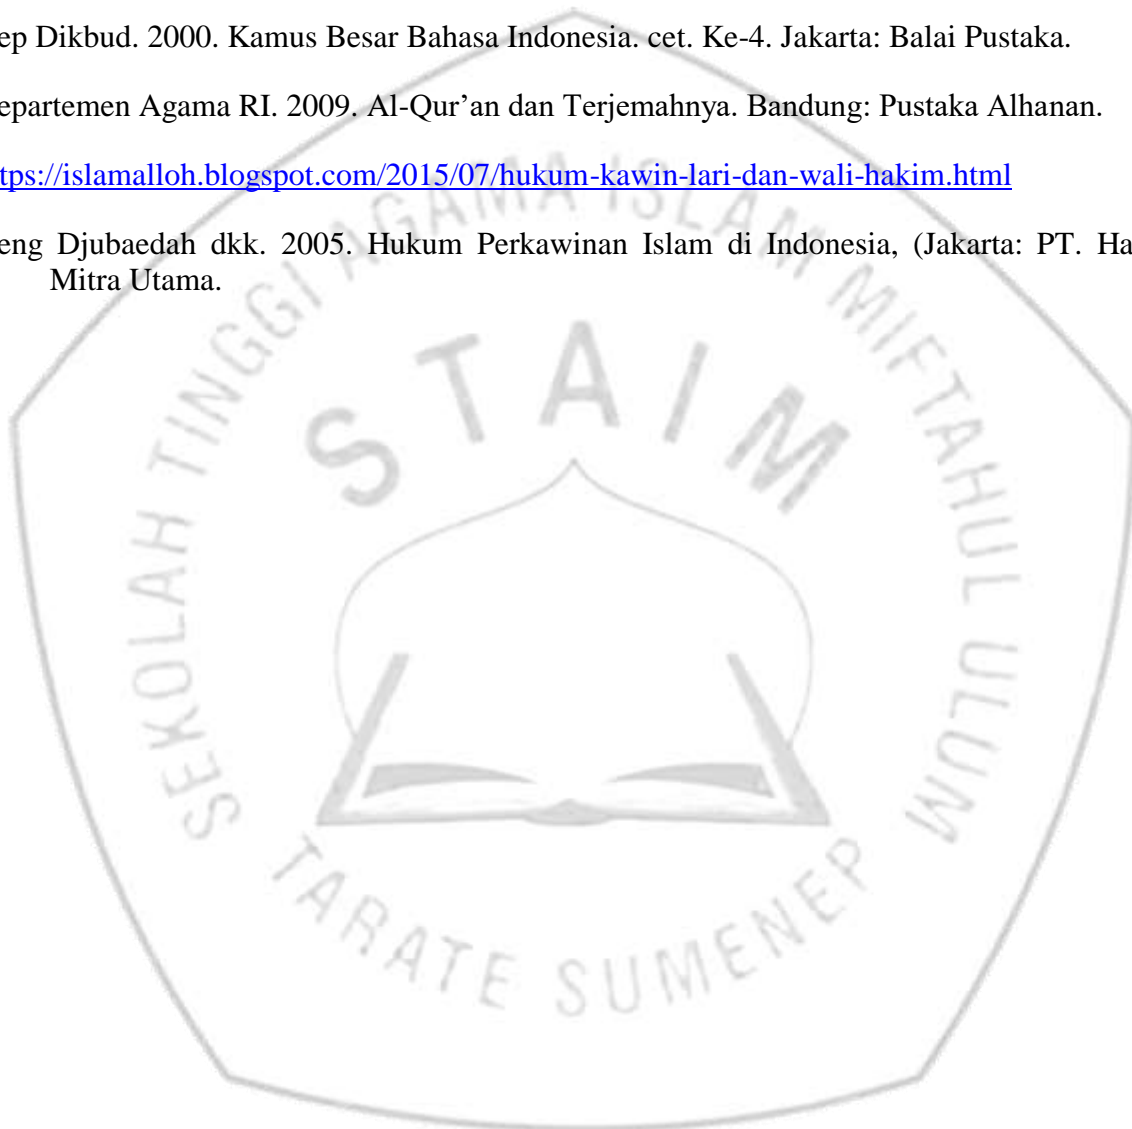 ep Dikbud. 2000. Kamus Besar Bahasa Indonesia. cet. Ke-4. Jakarta: Balai Pustaka.
epartemen Agama RI. 2009. Al-Qur’an dan Terjemahnya. Bandung: Pustaka Alhanan.
tps://islamalloh.blogspot.com/2015/07/hukum-kawin-lari-dan-wali-hakim.html
eng Djubaedah dkk. 2005. Hukum Perkawinan Islam di Indonesia, (Jakarta: PT. Ha
Mitra Utama.
SEKOLAH TINGGI AGAMA ISLAM MIFTAHUL ULUM
STAIM
TARATE SUMENEP